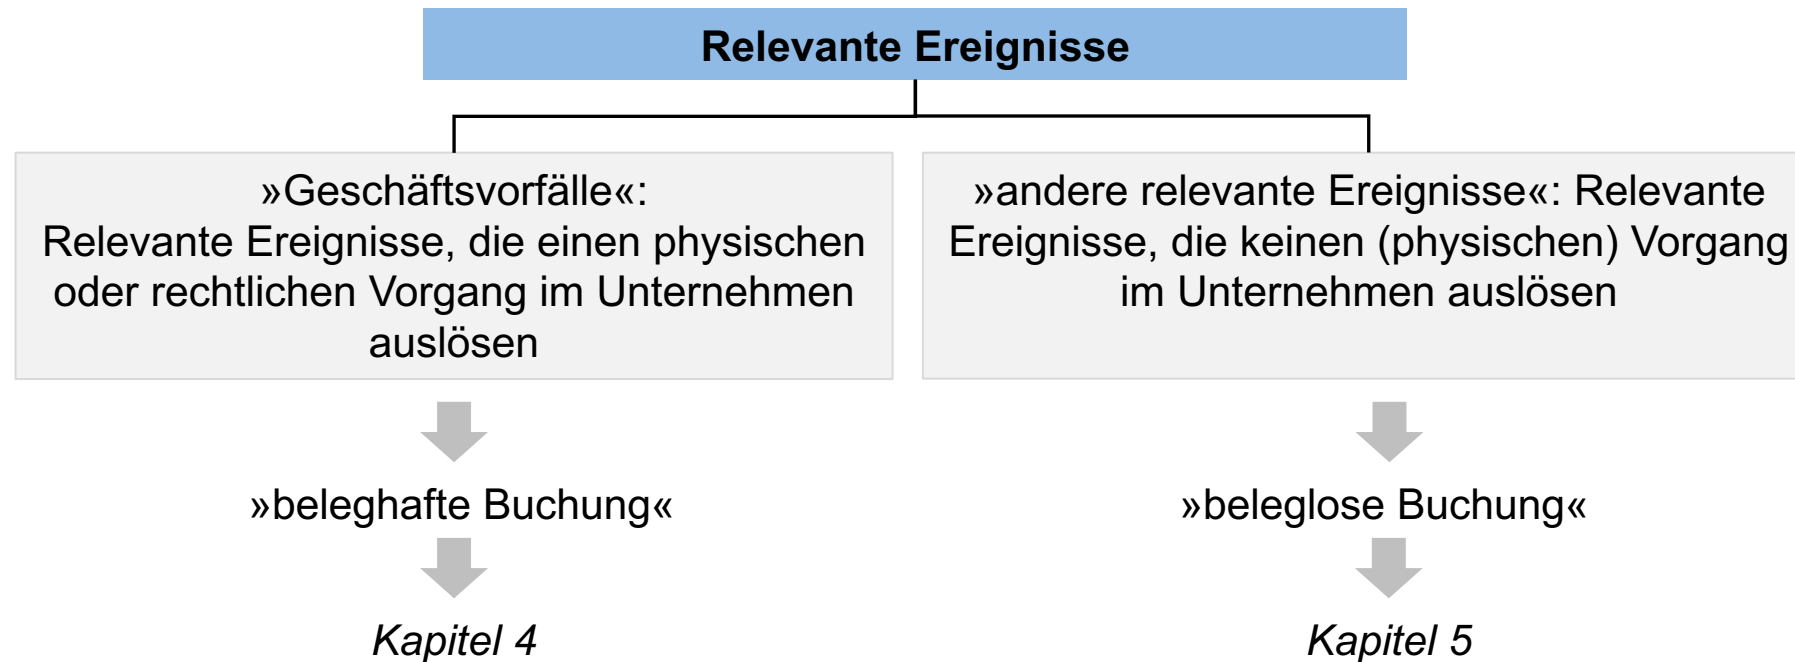 Relevante Ereignisse
»Geschäftsvorfälle«:
Relevante Ereignisse, die einen physischen
oder rechtlichen Vorgang im Unternehmen
auslösen
»andere relevante Ereignisse«: Relevante
Ereignisse, die keinen (physischen) Vorgang
im Unternehmen auslösen
»beleghafte Buchung«
»beleglose Buchung«
Kapitel 4
Kapitel 5